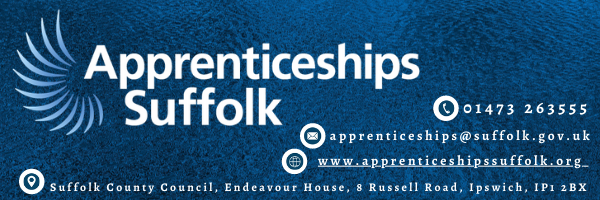 Apprenticeships
Suffolk
01473 263555
apprenticeships@suffolk.gov.uk
www.apprenticeshipssuffolk.org
Suffolk County Council, Endeavour House, 8 Russell Road, Ipswich, IP1 2BX